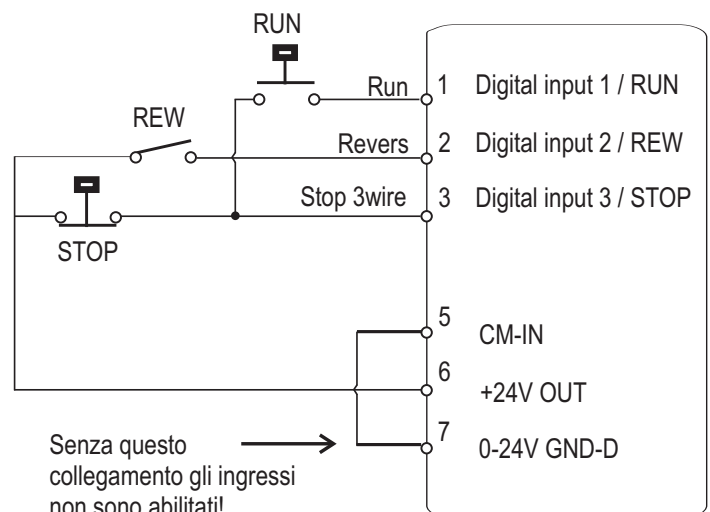 RUN
Run
1
Digital input 1 / RUN
REW
Revers
2
Digital input 2 / REW
Stop 3wire
3
Digital input 3 / STOP
STOP
5
CM-IN
6
+24V OUT
7
0-24V GND-D
Senza questo
collegamento gli ingressi
non sono abilitati!